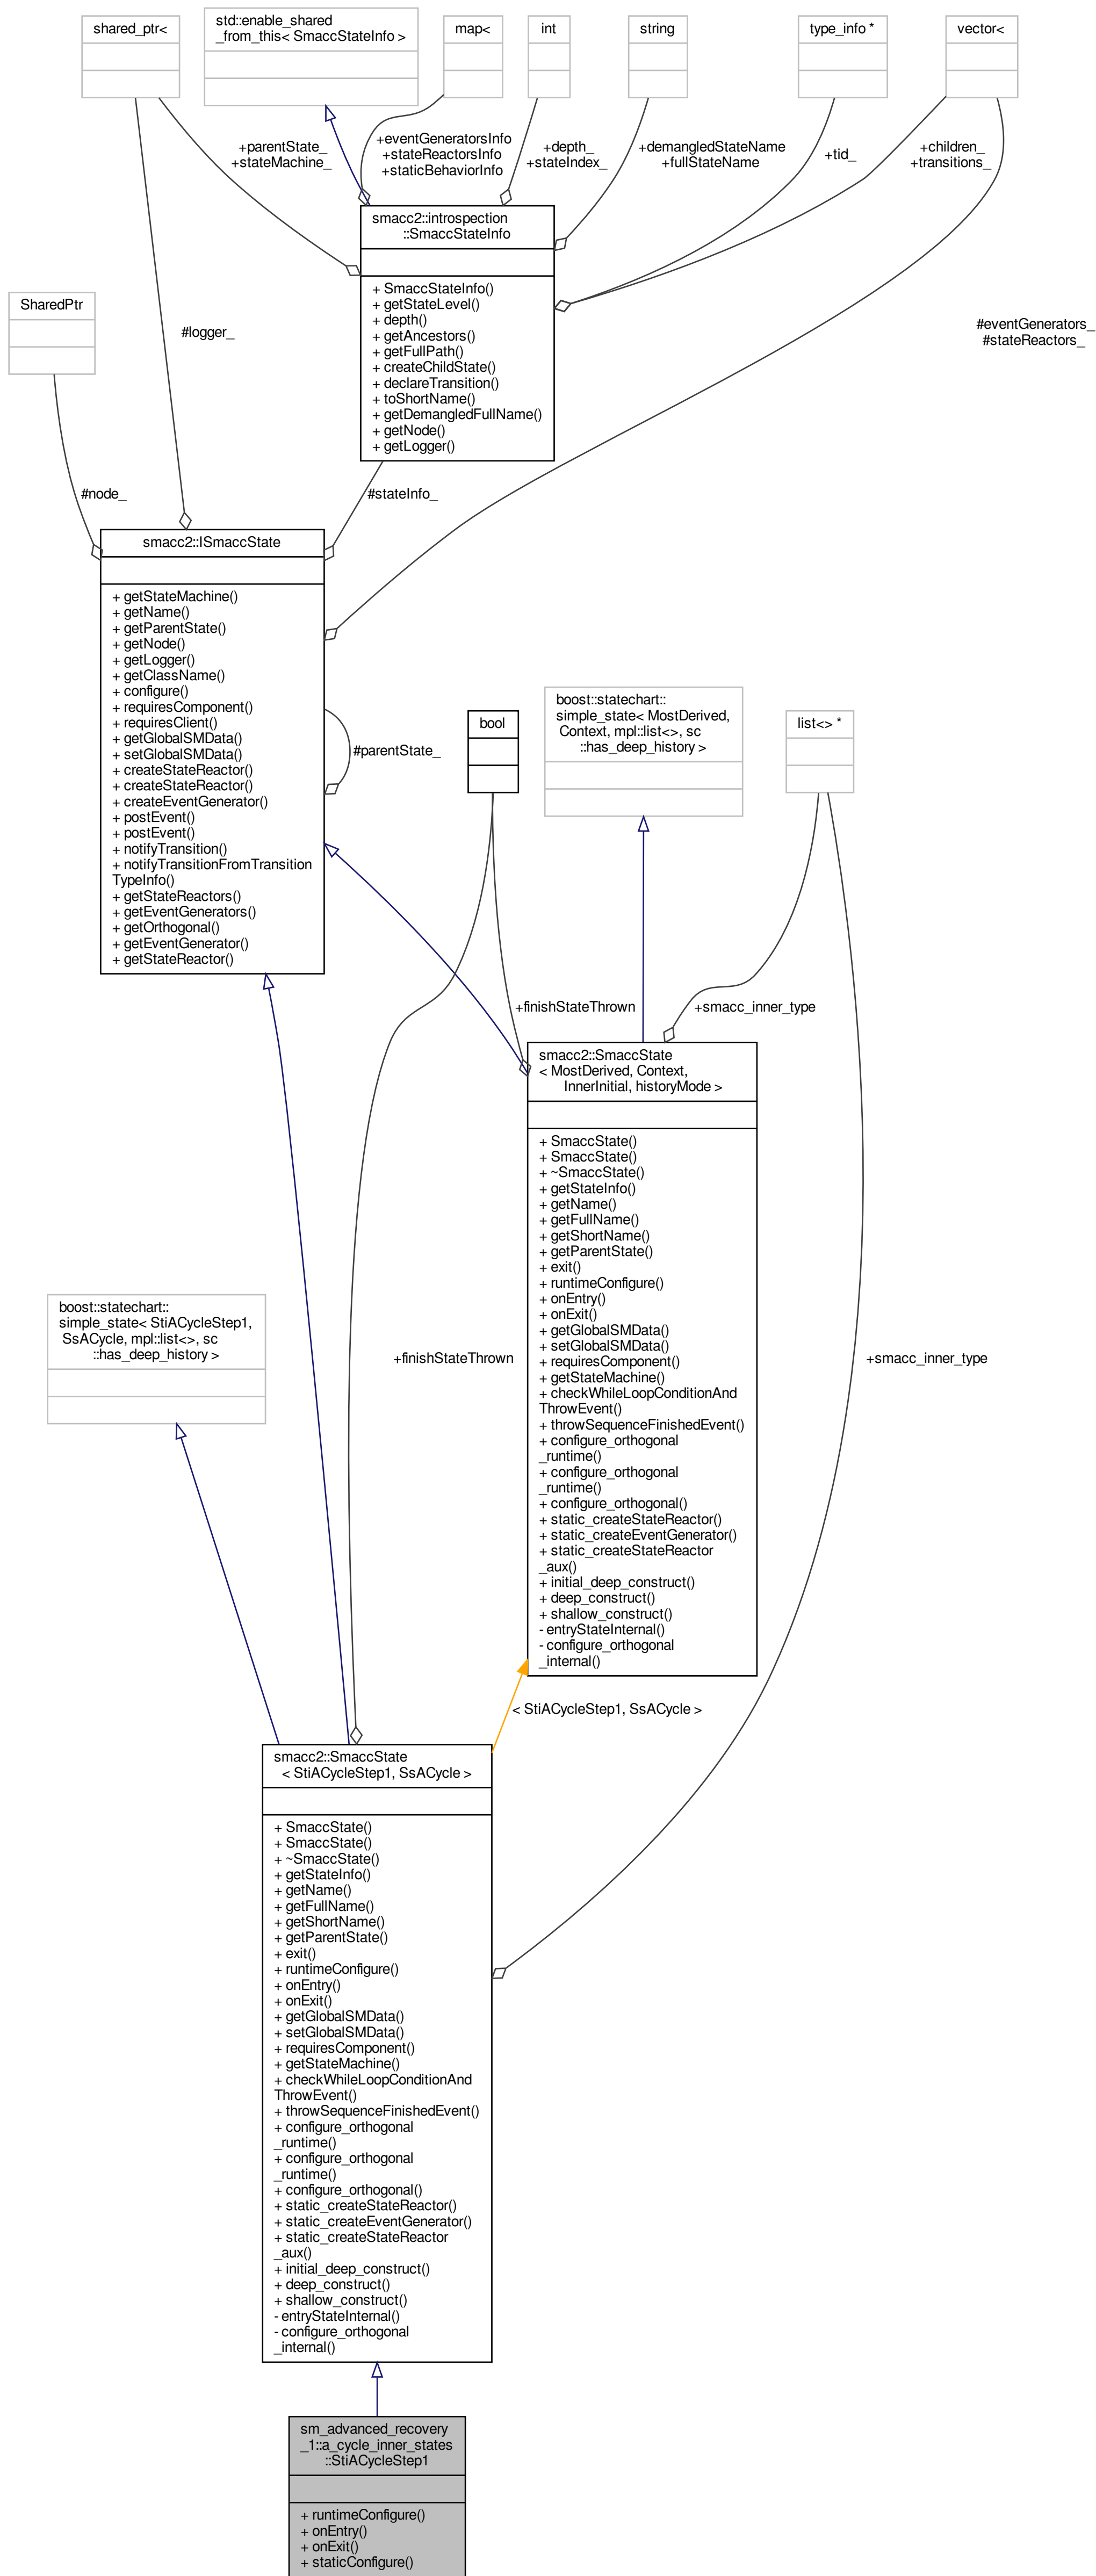 shared_ptr<
std::enable_shared
_from_this< SmaccStateInfo >
map<
int
string
type_info *
vector<
+parentState_
+stateMachine_
+eventGeneratorsInfo
+stateReactorsInfo
+staticBehaviorInfo
+depth_
+stateIndex_
+demangledStateName
+fullStateName
+tid_
+children_
+transitions_
smacc2::introspection
::SmaccStateInfo
+ SmaccStateInfo()
+ getStateLevel()
+ depth()
+ getAncestors()
+ getFullPath()
+ createChildState()
+ declareTransition()
+ toShortName()
+ getDemangledFullName()
+ getNode()
+ getLogger()
SharedPtr
#logger_
#eventGenerators_
#stateReactors_
#node_
#stateInfo_
smacc2::ISmaccState
+ getStateMachine()
+ getName()
+ getParentState()
+ getNode()
+ getLogger()
+ getClassName()
+ configure()
+ requiresComponent()
+ requiresClient()
+ getGlobalSMData()
+ setGlobalSMData()
+ createStateReactor()
+ createStateReactor()
+ createEventGenerator()
+ postEvent()
+ postEvent()
+ notifyTransition()
+ notifyTransitionFromTransition
TypeInfo()
+ getStateReactors()
+ getEventGenerators()
+ getOrthogonal()
+ getEventGenerator()
+ getStateReactor()
#parentState_
bool
boost::statechart::
simple_state< MostDerived,
Context, mpl::list<>, sc
::has_deep_history >
list<> *
+finishStateThrown
+smacc_inner_type
smacc2::SmaccState
< MostDerived, Context,
InnerInitial, historyMode >
+ SmaccState()
+ SmaccState()
+ ~SmaccState()
+ getStateInfo()
+ getName()
+ getFullName()
+ getShortName()
+ getParentState()
+ exit()
+ runtimeConfigure()
+ onEntry()
+ onExit()
+ getGlobalSMData()
+ setGlobalSMData()
+ requiresComponent()
+ getStateMachine()
+ checkWhileLoopConditionAnd
ThrowEvent()
+ throwSequenceFinishedEvent()
+ configure_orthogonal
_runtime()
+ configure_orthogonal
_runtime()
+ configure_orthogonal()
+ static_createStateReactor()
+ static_createEventGenerator()
+ static_createStateReactor
_aux()
+ initial_deep_construct()
+ deep_construct()
+ shallow_construct()
- entryStateInternal()
- configure_orthogonal
_internal()
boost::statechart::
simple_state< StiACycleStep1,
SsACycle, mpl::list<>, sc
::has_deep_history >
+finishStateThrown
+smacc_inner_type
< StiACycleStep1, SsACycle >
smacc2::SmaccState
< StiACycleStep1, SsACycle >
+ SmaccState()
+ SmaccState()
+ ~SmaccState()
+ getStateInfo()
+ getName()
+ getFullName()
+ getShortName()
+ getParentState()
+ exit()
+ runtimeConfigure()
+ onEntry()
+ onExit()
+ getGlobalSMData()
+ setGlobalSMData()
+ requiresComponent()
+ getStateMachine()
+ checkWhileLoopConditionAnd
ThrowEvent()
+ throwSequenceFinishedEvent()
+ configure_orthogonal
_runtime()
+ configure_orthogonal
_runtime()
+ configure_orthogonal()
+ static_createStateReactor()
+ static_createEventGenerator()
+ static_createStateReactor
_aux()
+ initial_deep_construct()
+ deep_construct()
+ shallow_construct()
- entryStateInternal()
- configure_orthogonal
_internal()
sm_advanced_recovery
_1::a_cycle_inner_states
::StiACycleStep1
+ runtimeConfigure()
+ onEntry()
+ onExit()
+ staticConfigure()